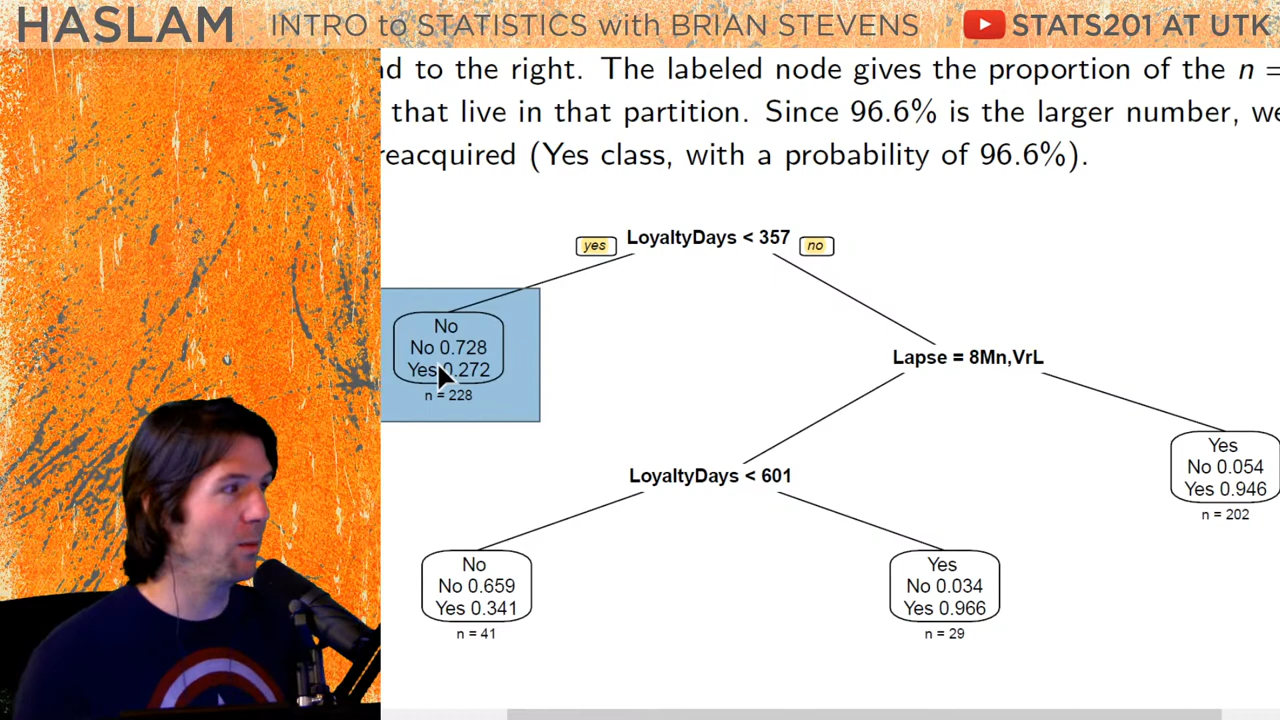 HASLAM INTRO to STATISTICS with BRIAN STEVENS STATS201 AT UTK
d to the right. The labeled node gives the proportion of the n =
that live in that partition. Since 96.6% is the larger number, we
reacquired (Yes class, with a probability of 96.6%).
yes LoyaltyDays < 357 no
No
No 0.728
Yes 0.272
n = 228
Lapse = 8Mn,VrL
Yes
No 0.054
Yes 0.946
n = 202
LoyaltyDays < 601
No
No 0.659
Yes 0.341
n = 41
Yes
No 0.034
Yes 0.966
n = 29